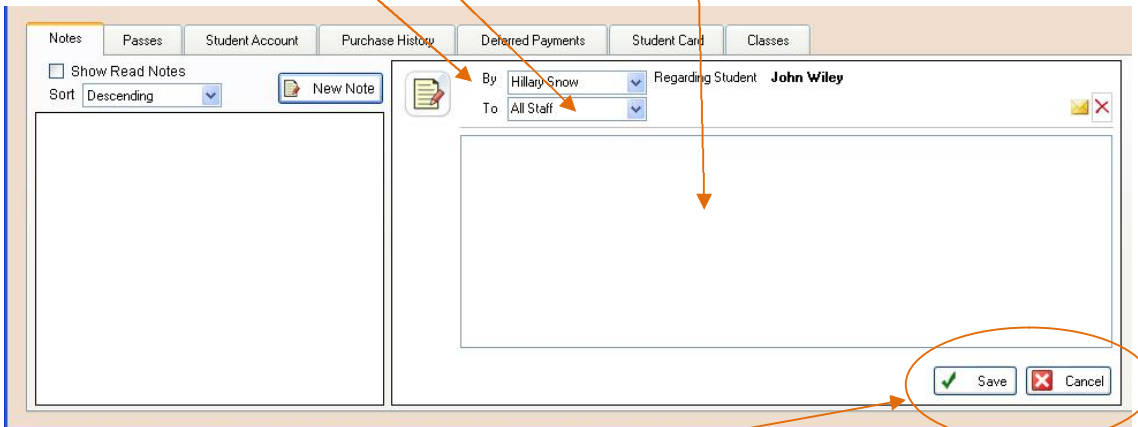 Notes Passes Student Account Purchase History Deferred Payments Student Card Classes
Show Read Notes
Sort Descending New Note
By Hillary Snow Regarding Student John Wiley
To All Staff
Save Cancel